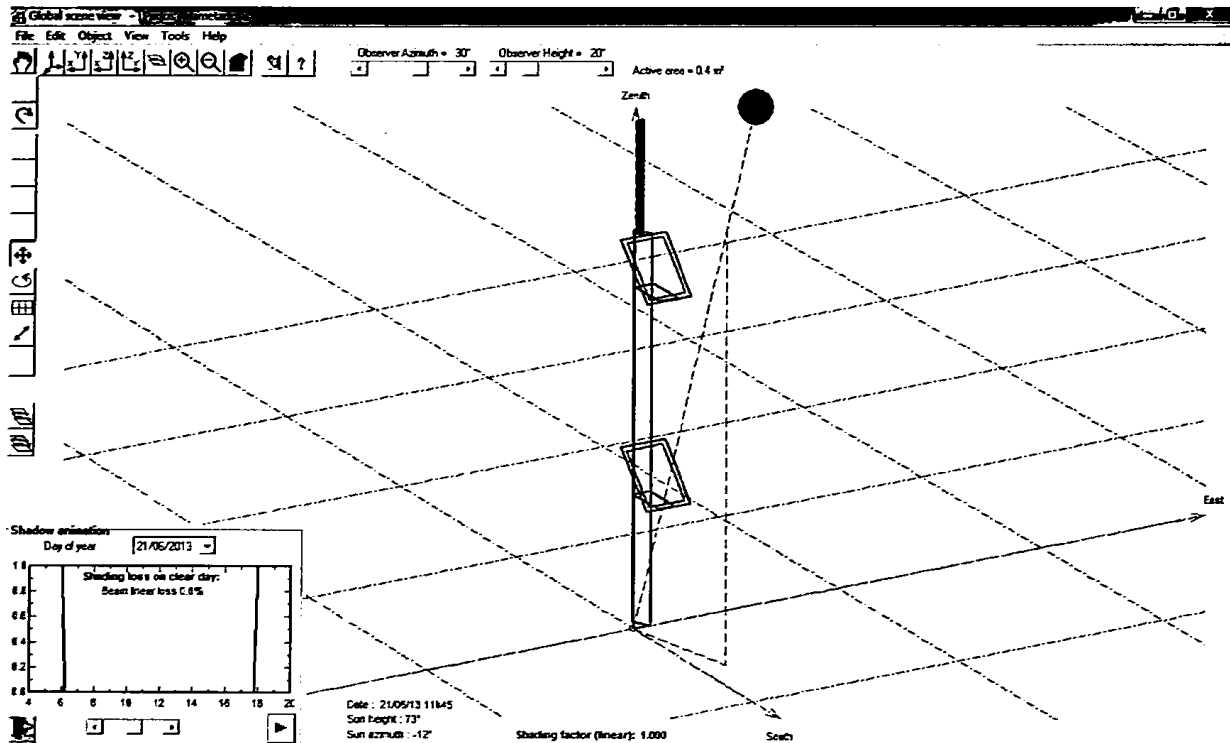 Global scene view -
File Edit Object View Tools Help
Observer Azimuth = 30°
Observer Height = 20°
Active area = 0.4 m²
?
Zenith
East
Shadow animation
Day of year 21/06/2013
Shading loss on clear day:
Beam linear loss 0.6%
1.0
0.8
0.6
0.4
0.2
0.0
4 6 8 10 12 14 16 18 20
Date : 21/06/13 11h45
Sun height : 73°
Sun azimuth : -12°
Shading factor (linear): 1.000
South